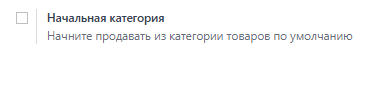 Начальная категория
Начните продавать из категории товаров по умолчанию